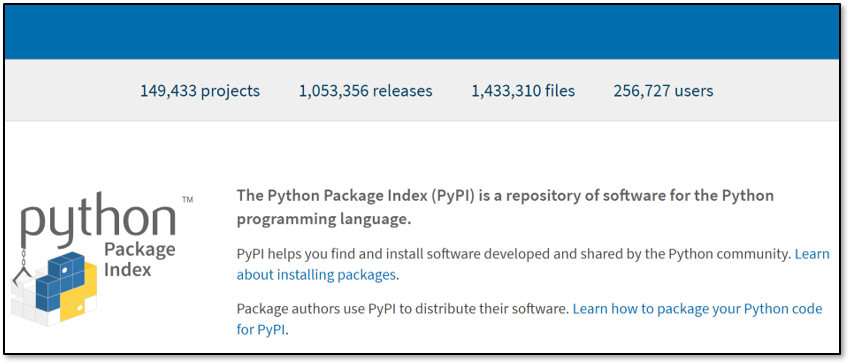 149,433 projects 1,053,356 releases 1,433,310 files 256,727 users
python™
Package
Index
The Python Package Index (PyPI) is a repository of software for the Python
programming language.
PyPI helps you find and install software developed and shared by the Python community. Learn
about installing packages.
Package authors use PyPI to distribute their software. Learn how to package your Python code
for PyPI.